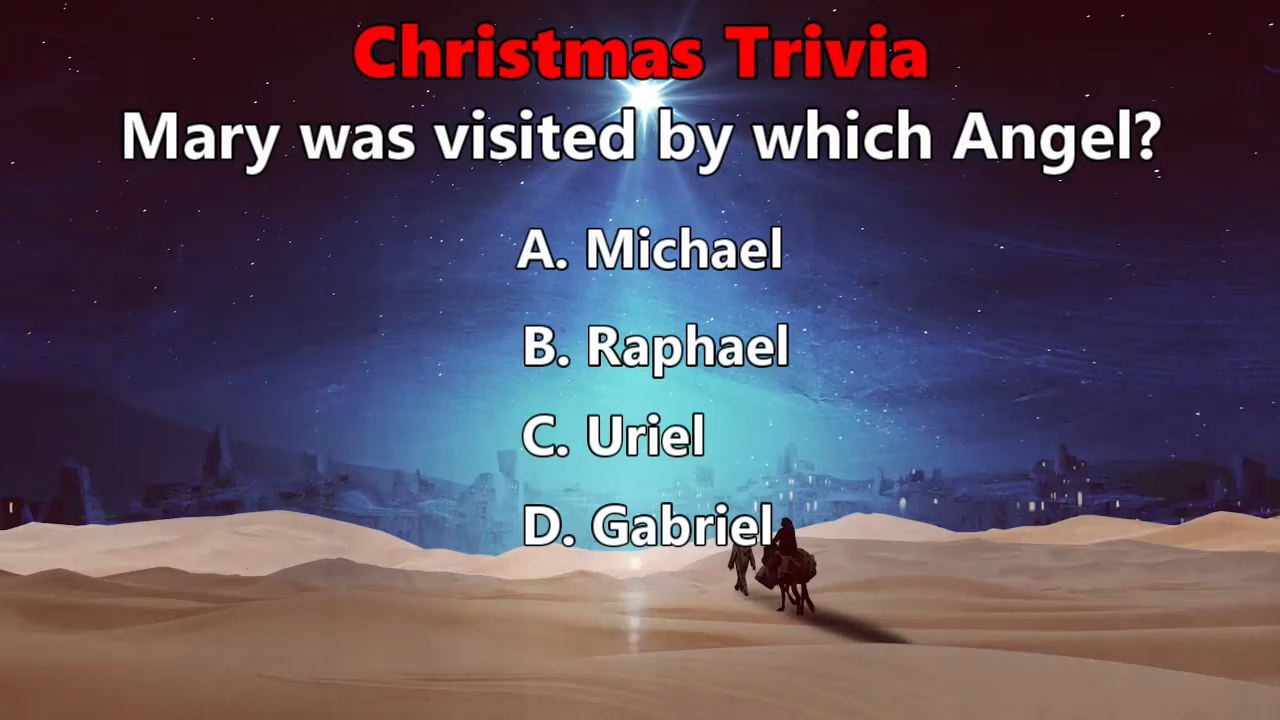 Christmas Trivia
Mary was visited by which Angel?
A. Michael
B. Raphael
C. Uriel
D. Gabriel